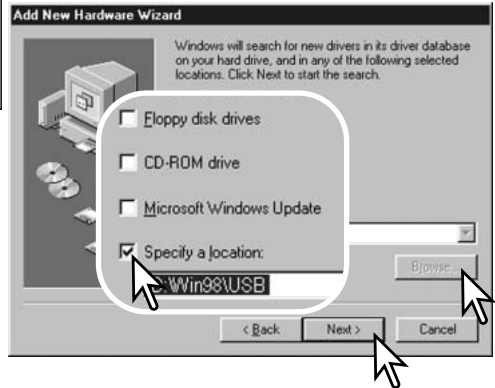 Add New Hardware Wizard
Windows will search for new drivers in its driver database
on your hard drive, and in any of the following selected
locations. Click Next to start the search.
Floppy disk drives
CD-ROM drive
Microsoft Windows Update
Specify a location:
:\Win98\USB
Browse...
< Back
Next >
Cancel